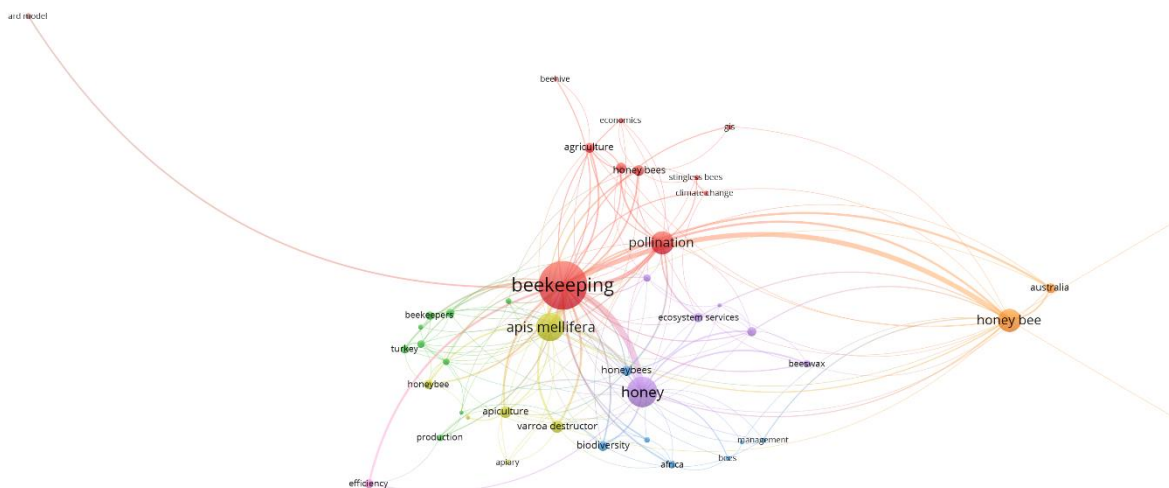 ard model
beehive
economics
gis
agriculture
honey bees
stingless bees
climate change
pollination
beekeeping
australia
beekeepers
ecosystem services
honey bee
apis mellifera
turkey
beeswax
honeybees
honeybee
honey
apiculture
varroa destructor
production
biodiversity
management
bees
apiary
africa
efficiency